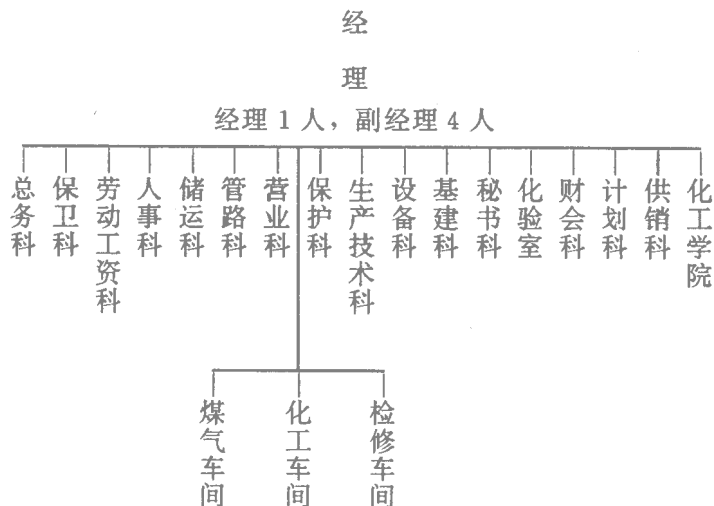 经
理
经理1人，副经理4人
总务科
保卫科
劳动工资科
人事科
储运科
管路科
营业科
保护科
生产技术科
设备科
基建科
秘书科
化验室
财会科
计划科
供销科
化工学院
煤气车间
化工车间
检修车间